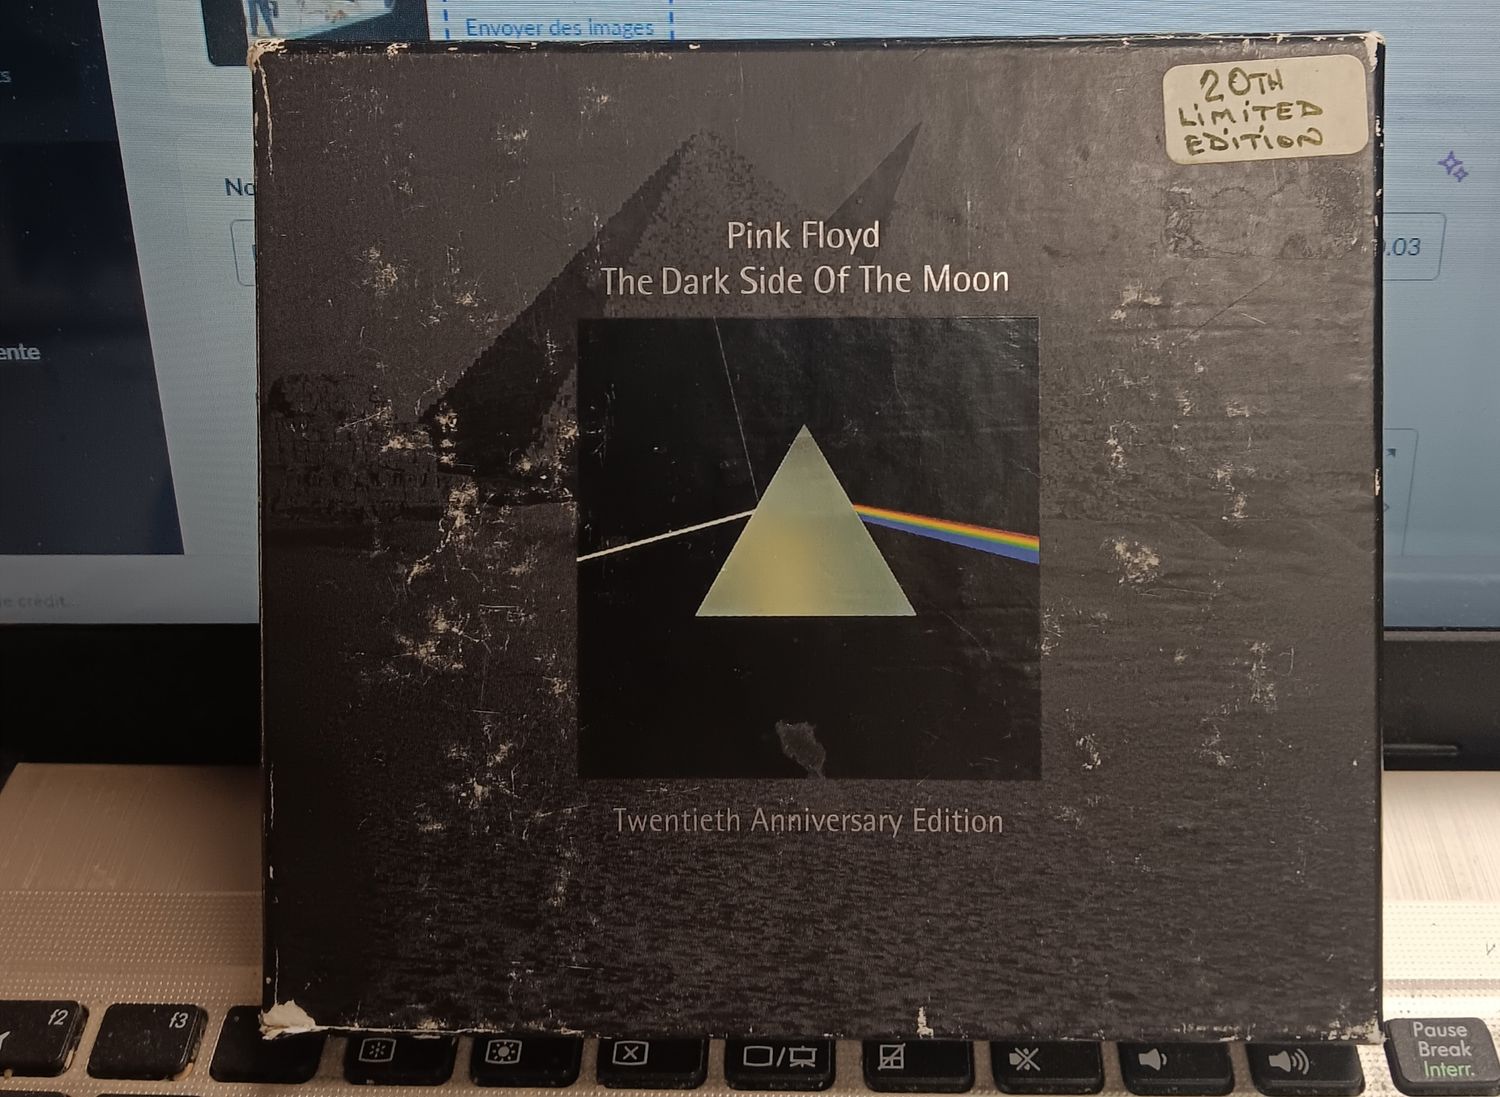 Envoyer des images
20TH
LiMiTED
EDiTiON
Pink Floyd
The Dark Side Of The Moon
Twentieth Anniversary Edition
f2
f3
Pause
Break
Interr.